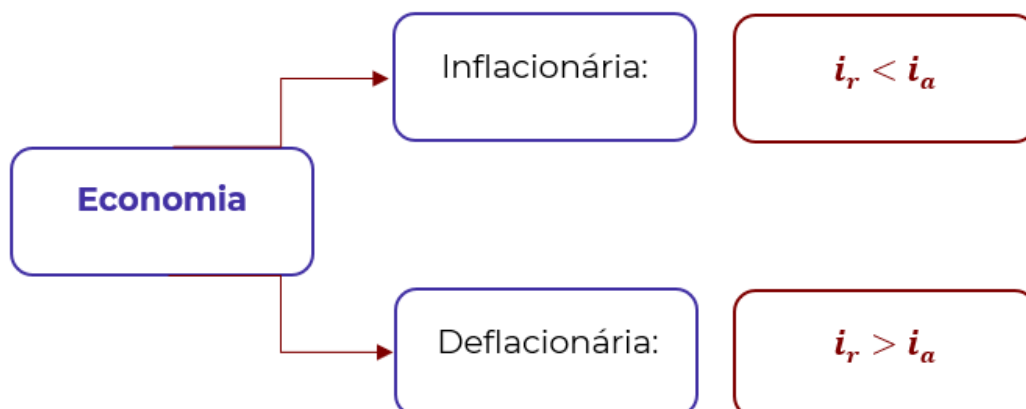 Inflacionária:
i_r < i_a
Economia
Deflacionária:
i_r > i_a